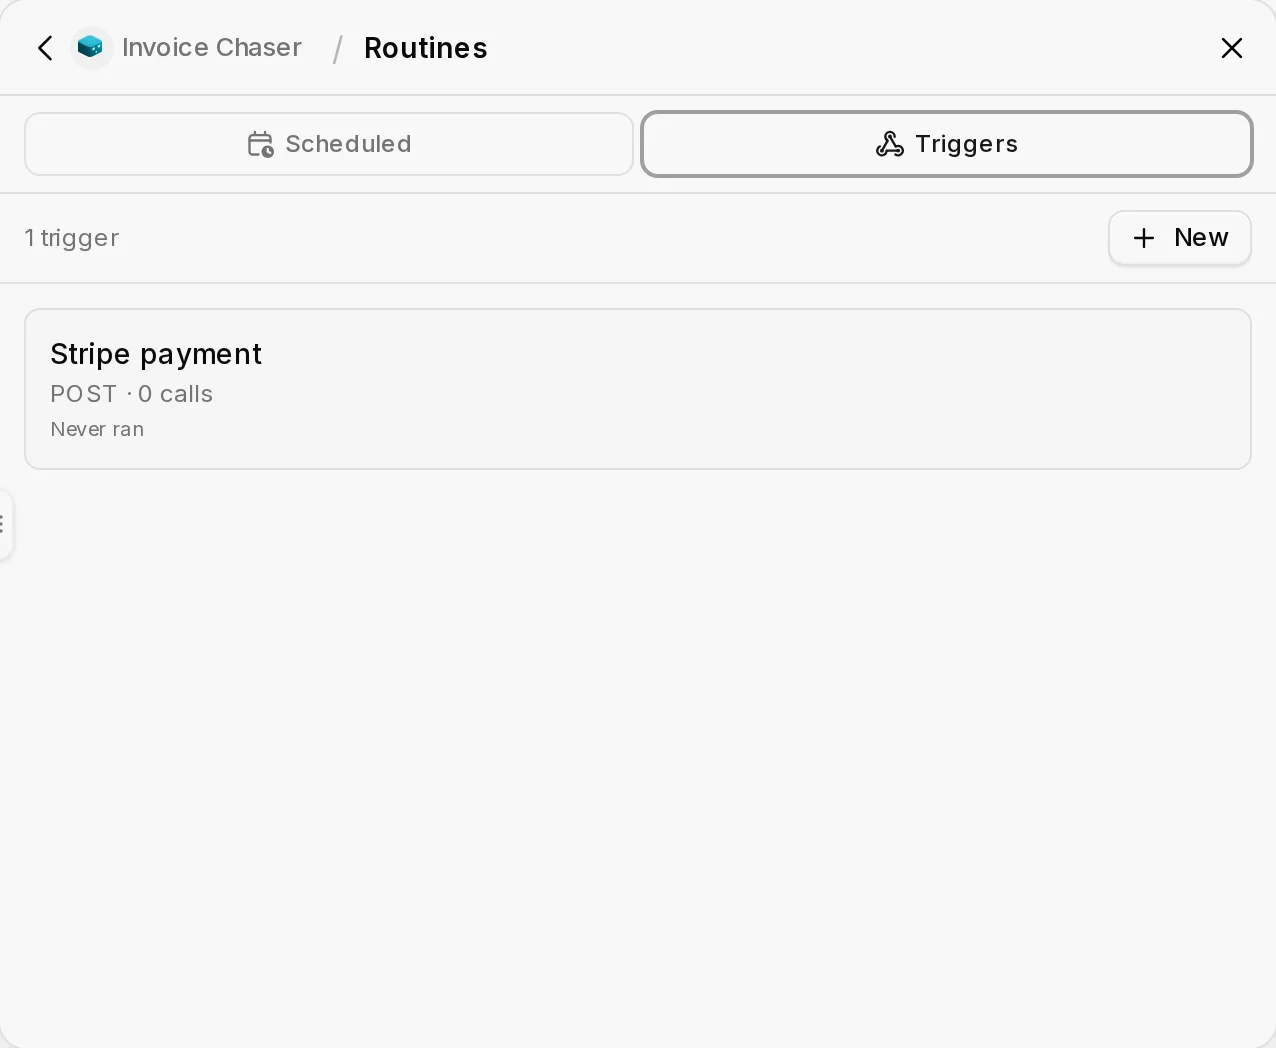 Invoice Chaser / Routines
Scheduled
Triggers
1 trigger
New
Stripe payment
POST · 0 calls
Never ran